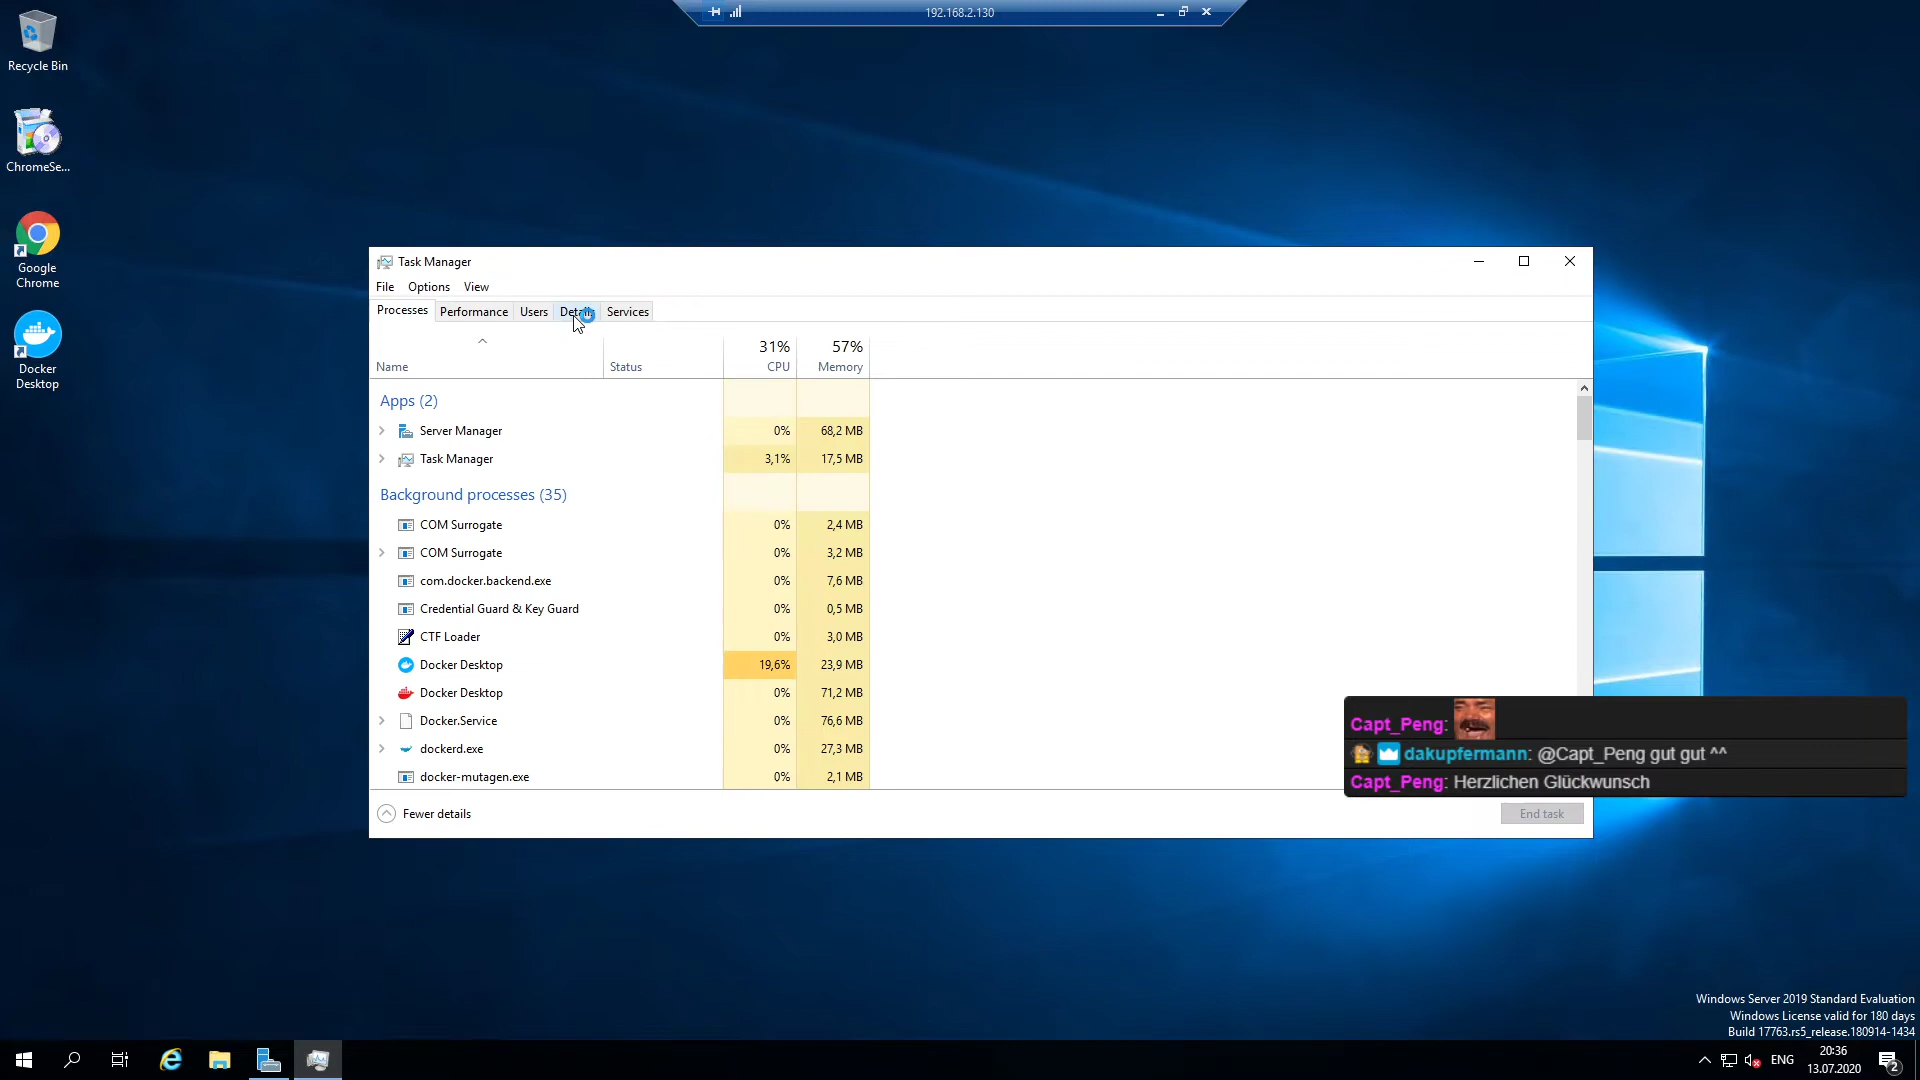 192.168.2.130
Recycle Bin
ChromeSe...
Google
Chrome
Docker
Desktop
Task Manager
File Options View
Processes Performance Users Details Services
31% 57%
Name Status CPU Memory
Apps (2)
Server Manager 0% 68,2 MB
Task Manager 3,1% 17,5 MB
Background processes (35)
COM Surrogate 0% 2,4 MB
COM Surrogate 0% 3,2 MB
com.docker.backend.exe 0% 7,6 MB
Credential Guard & Key Guard 0% 0,5 MB
CTF Loader 0% 3,0 MB
Docker Desktop 19,6% 23,9 MB
Docker Desktop 0% 71,2 MB
Docker.Service 0% 76,6 MB
dockerd.exe 0% 27,3 MB
docker-mutagen.exe 0% 2,1 MB
Fewer details End task
Capt_Peng:
dakupfermann: @Capt_Peng gut gut ^^
Capt_Peng: Herzlichen Glückwunsch
Windows Server 2019 Standard Evaluation
Windows License valid for 180 days
Build 17763.rs5_release.180914-1434
ENG
20:36
13.07.2020
2